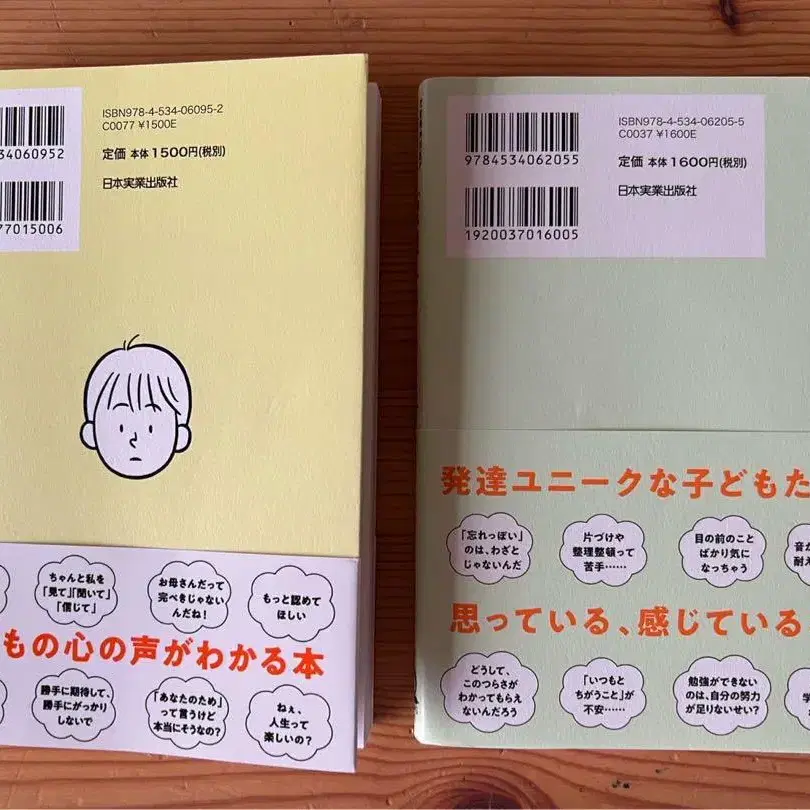 ISBN978-4-534-06095-2
C0077 ¥1500E
34060952
定価 本体1500円(税別)
77015006
日本実業出版社
ちゃんと私を
「見て」「聞いて」
「信じて」
お母さんだって
完ぺきじゃない
んだね!
もっと認めて
ほしい
もの心の声がわかる本
勝手に期待して、
勝手にがっかり
しないで
「あなたのため」
って言うけど
本当にそうなの?
ねぇ、
人生って
楽しいの?
ISBN978-4-534-06205-5
C0037 ¥1600E
9784534062055
定価 本体1600円(税別)
1920037016005
日本実業出版社
発達ユニークな子どもた
「忘れっぽい」
のは、わざと
じゃないんだ
片づけや
整理整頓って
苦手……
目の前のこと
ばかり気に
なっちゃう
音が
耐え
思っている、感じている
どうして、
このつらさが
わかってもらえ
ないんだろう
「いつもと
ちがうこと」が
不安……
勉強ができない
のは、自分の努力
が足りないせい?
学